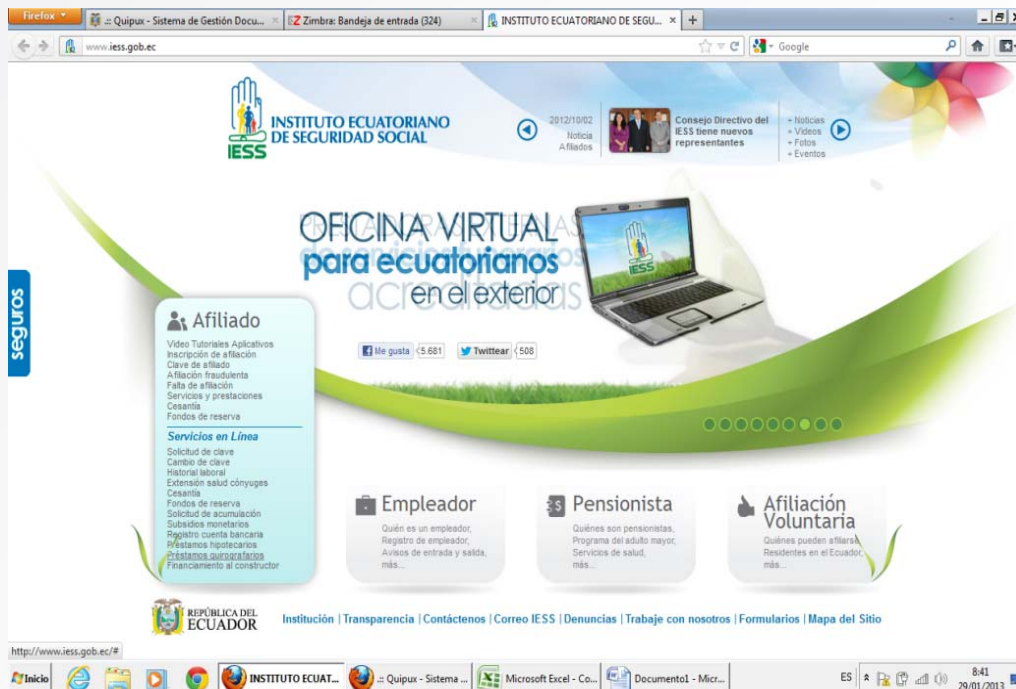 Firefox
.:: Quipux - Sistema de Gestión Docu...
Zimbra: Bandeja de entrada (324)
INSTITUTO ECUATORIANO DE SEGU...
www.iess.gob.ec
Google
IESS
INSTITUTO ECUATORIANO
DE SEGURIDAD SOCIAL
2012/10/02
Noticia
Afiliados
Consejo Directivo del
IESS tiene nuevos
representantes
+ Noticias
+ Videos
+ Fotos
+ Eventos
OFICINA VIRTUAL
para ecuatorianos
en el exterior
acreditadas
IESS
seguros
Afiliado
Video Tutoriales Aplicativos
Inscripción de afiliación
Clave de afiliado
Afiliación fraudulenta
Falta de afiliación
Servicios y prestaciones
Cesantía
Fondos de reserva
Me gusta 5.681
Twittear 508
Servicios en Línea
Solicitud de clave
Cambio de clave
Historial laboral
Extensión salud cónyuges
Cesantía
Fondos de reserva
Solicitud de acumulación
Subsidios monetarios
Registro cuenta bancaria
Préstamos hipotecarios
Préstamos quirografarios
Financiamiento al constructor
Empleador
Quién es un empleador,
Registro de empleador,
Avisos de entrada y salida,
más...
Pensionista
Quiénes son pensionistas,
Programa del adulto mayor,
Servicios de salud,
más...
Afiliación
Voluntaria
Quiénes pueden afiliarse,
Residentes en el Ecuador,
más...
REPÚBLICA DEL
ECUADOR
Institución | Transparencia | Contáctenos | Correo IESS | Denuncias | Trabaje con nosotros | Formularios | Mapa del Sitio
http://www.iess.gob.ec/#
Inicio
INSTITUTO ECUAT...
.:: Quipux - Sistema ...
Microsoft Excel - Co...
Documento1 - Micr...
ES
8:41
29/01/2013